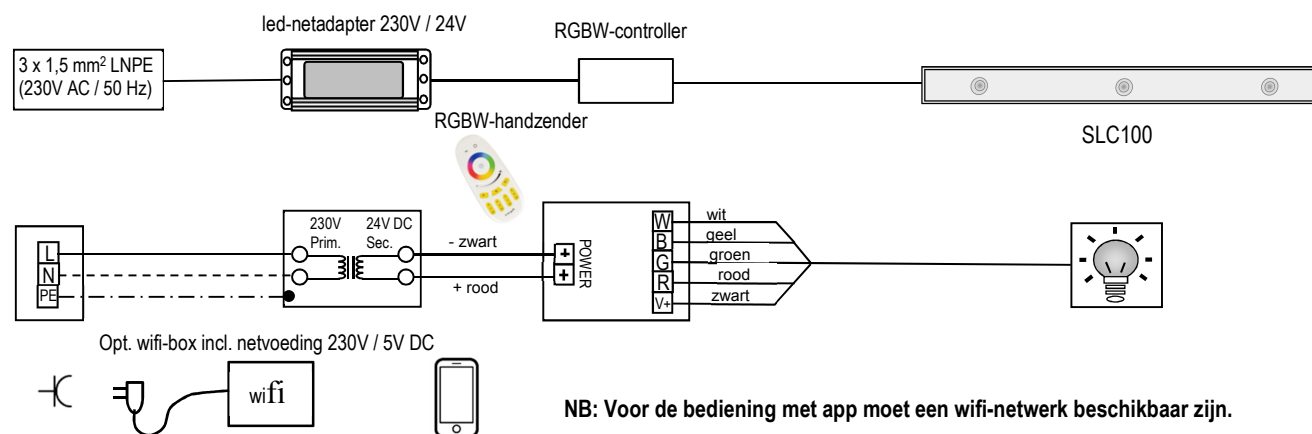 led-netadapter 230V / 24V
RGBW-controller
3 x 1,5 mm² LNPE
(230V AC / 50 Hz)
SLC100
RGBW-handzender
L
N
PE
230V
Prim.
24V DC
Sec.
- zwart
+ rood
+
+
POWER
W
B
G
R
V+
wit
geel
groen
rood
zwart
Opt. wifi-box incl. netvoeding 230V / 5V DC
wifi
NB: Voor de bediening met app moet een wifi-netwerk beschikbaar zijn.